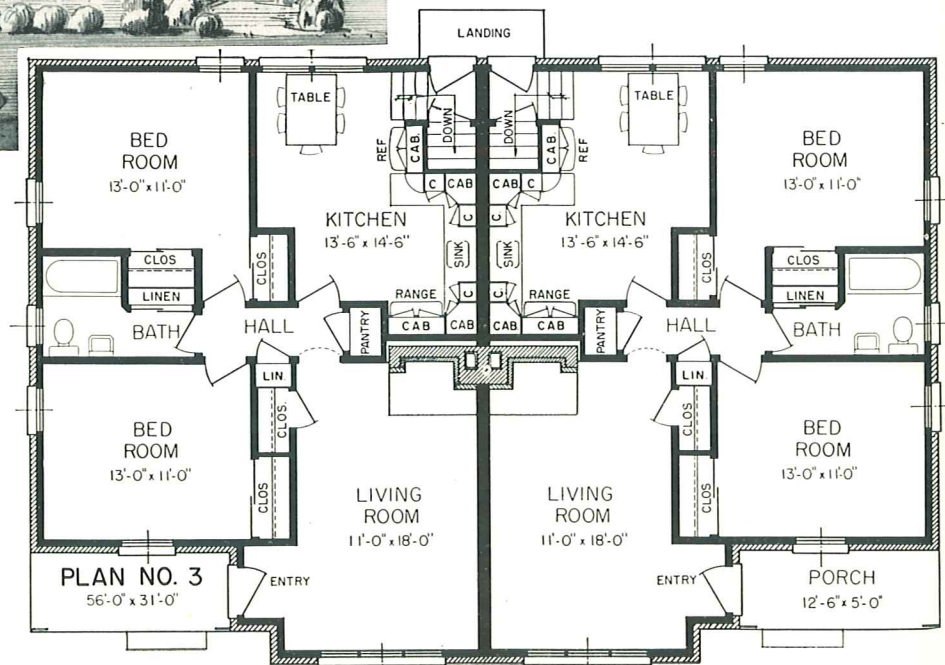 LANDING
BED
ROOM
13'-0" x 11'-0"
TABLE
REF
CAB.
DOWN
DOWN
CAB.
REF
TABLE
BED
ROOM
13'-0" x 11'-0"
C
CAB
CAB
C
C
C
KITCHEN
13'-6" x 14'-6"
SINK
SINK
KITCHEN
13'-6" x 14'-6"
CLOS
LINEN
CLOS
CLOS
CLOS
LINEN
RANGE
C
C
RANGE
CAB
CAB
CAB
CAB
BATH
HALL
PANTRY
PANTRY
HALL
BATH
LIN.
CLOS.
LIN.
CLOS
BED
ROOM
13'-0" x 11'-0"
CLOS
LIVING
ROOM
11'-0" x 18'-0"
LIVING
ROOM
11'-0" x 18'-0"
CLOS
BED
ROOM
13'-0" x 11'-0"
PLAN NO. 3
56'-0" x 31'-0"
ENTRY
ENTRY
PORCH
12'-6" x 5'-0"